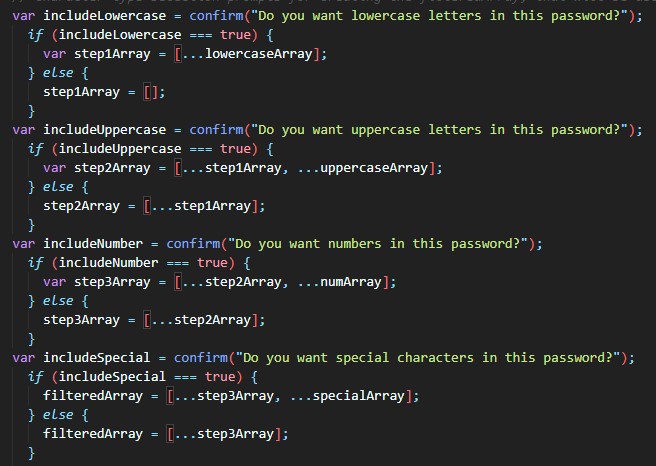 var includeLowercase = confirm("Do you want lowercase letters in this password?");
if (includeLowercase === true) {
var step1Array = [...lowercaseArray];
} else {
step1Array = [];
}
var includeUppercase = confirm("Do you want uppercase letters in this password?");
if (includeUppercase === true) {
var step2Array = [...step1Array, ...uppercaseArray];
} else {
step2Array = [...step1Array];
}
var includeNumber = confirm("Do you want numbers in this password?");
if (includeNumber === true) {
var step3Array = [...step2Array, ...numArray];
} else {
step3Array = [...step2Array];
}
var includeSpecial = confirm("Do you want special characters in this password?");
if (includeSpecial === true) {
filteredArray = [...step3Array, ...specialArray];
} else {
filteredArray = [...step3Array];
}